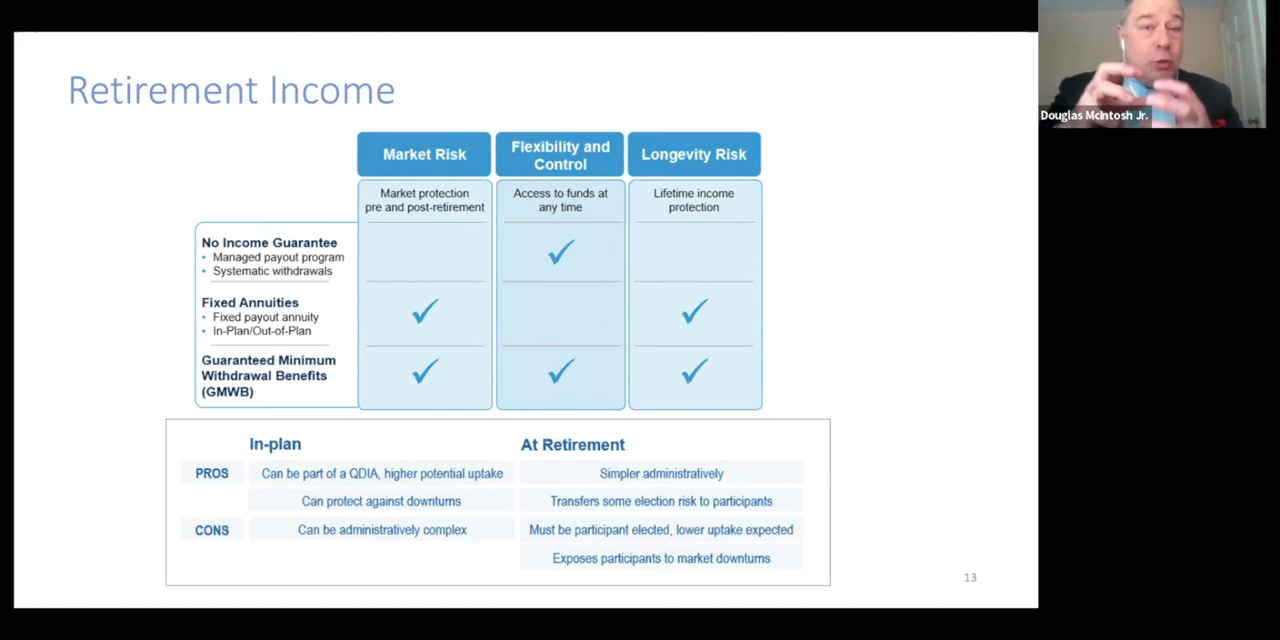 Retirement Income
Douglas McIntosh Jr.
Market Risk
Flexibility and
Control
Longevity Risk
Market protection
pre and post-retirement
Access to funds at
any time
Lifetime income
protection
No Income Guarantee
• Managed payout program
• Systematic withdrawals
Fixed Annuities
• Fixed payout annuity
• In-Plan/Out-of-Plan
Guaranteed Minimum
Withdrawal Benefits
(GMWB)
In-plan
At Retirement
PROS
Can be part of a QDIA, higher potential uptake
Simpler administratively
Can protect against downturns
Transfers some election risk to participants
CONS
Can be administratively complex
Must be participant elected, lower uptake expected
Exposes participants to market downturns
13